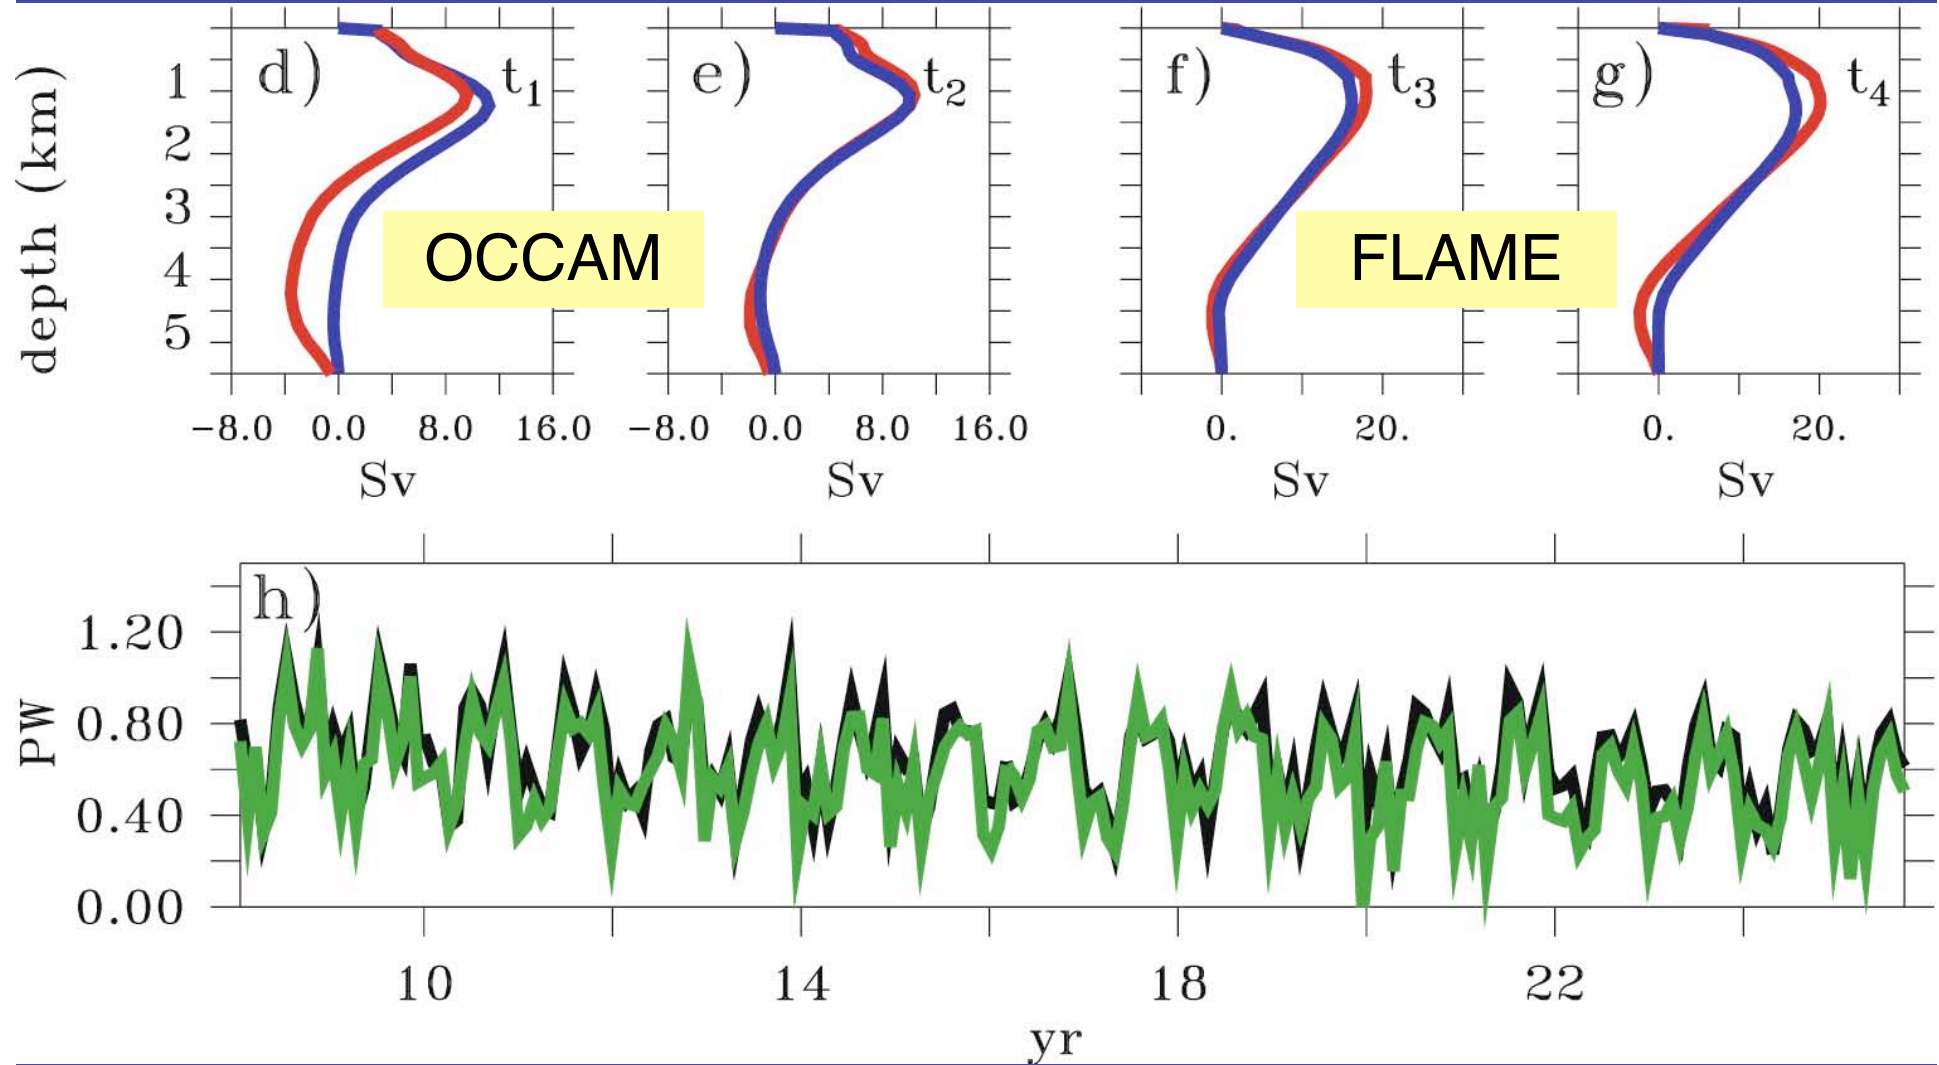 d) t1 e) t2 f) t3 g) t4
depth (km)
1
2
3
4
5
OCCAM FLAME
−8.0 0.0 8.0 16.0 −8.0 0.0 8.0 16.0 0. 20. 0. 20.
Sv Sv Sv Sv
h)
PW
1.20
0.80
0.40
0.00
10 14 18 22
yr